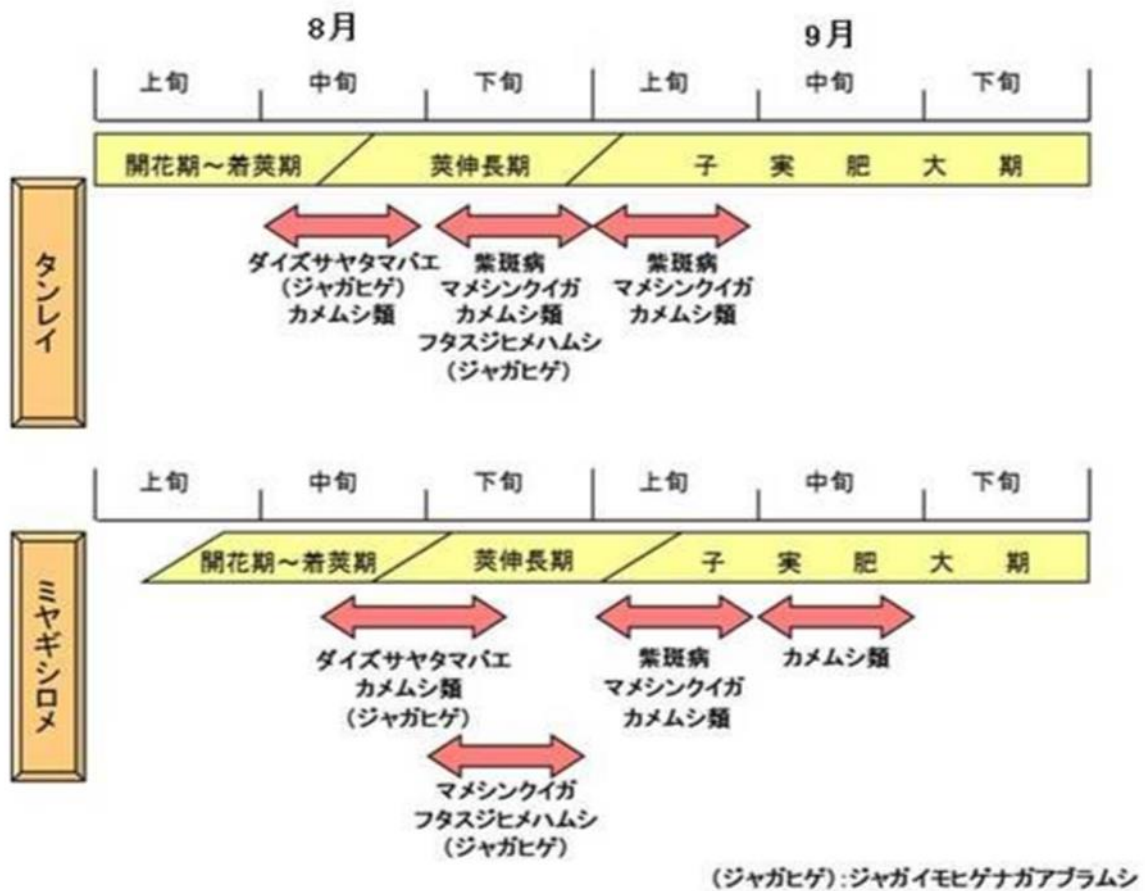 8月
9月
上旬 中旬 下旬 上旬 中旬 下旬
開花期～着莢期 莢伸長期 子実肥大期
タンレイ
ダイズサヤタマバエ
(ジャガヒゲ)
カメムシ類
紫斑病
マメシンクイガ
カメムシ類
フタスジヒメハムシ
(ジャガヒゲ)
紫斑病
マメシンクイガ
カメムシ類
上旬 中旬 下旬 上旬 中旬 下旬
開花期～着莢期 莢伸長期 子実肥大期
ミヤギシロメ
ダイズサヤタマバエ
カメムシ類
(ジャガヒゲ)
マメシンクイガ
フタスジヒメハムシ
(ジャガヒゲ)
紫斑病
マメシンクイガ
カメムシ類
カメムシ類
(ジャガヒゲ):ジャガイモヒゲナガアブラムシ